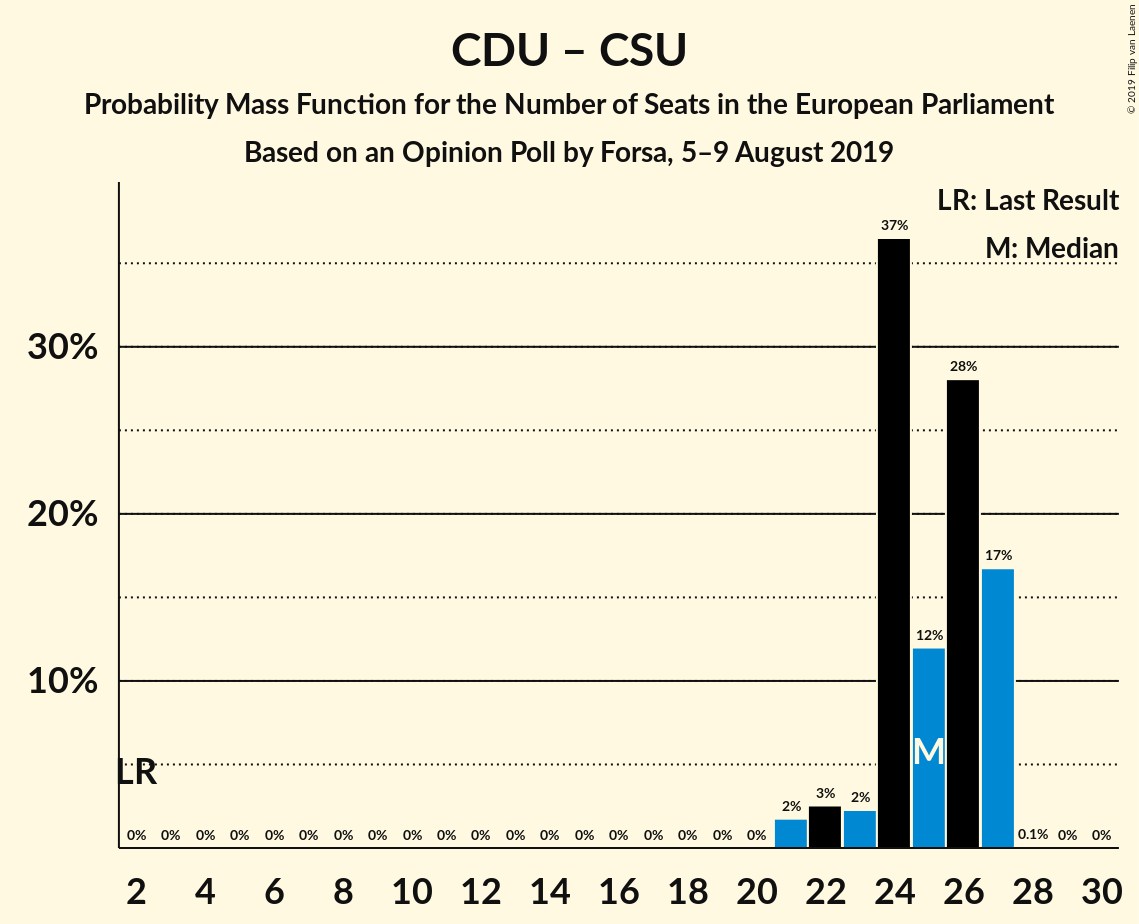 CDU – CSU
Probability Mass Function for the Number of Seats in the European Parliament
Based on an Opinion Poll by Forsa, 5–9 August 2019
© 2019 Filip van Laenen
LR: Last Result
M: Median
37%
30%
28%
20%
17%
12%
10%
M
LR
0% 0% 0% 0% 0% 0% 0% 0% 0% 0% 0% 0% 0% 0% 0% 0% 0% 0% 0% 2% 3% 2% 0.1% 0% 0%
2 4 6 8 10 12 14 16 18 20 22 24 26 28 30